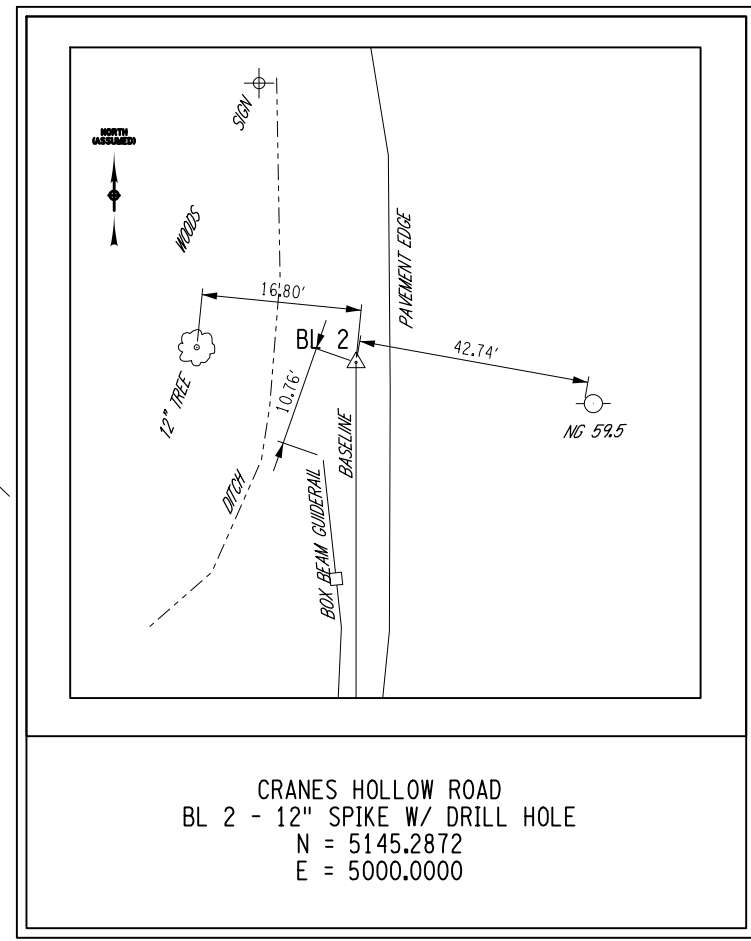 SIGN
NORTH
(ASSUMED)
WOODS
PAVEMENT EDGE
16.80'
BL 2
42.74'
10.76'
12" TREE
NG 59.5
BASELINE
DITCH
BOX BEAM GUIDERAIL
CRANES HOLLOW ROAD
BL 2 - 12" SPIKE W/ DRILL HOLE
N = 5145.2872
E = 5000.0000